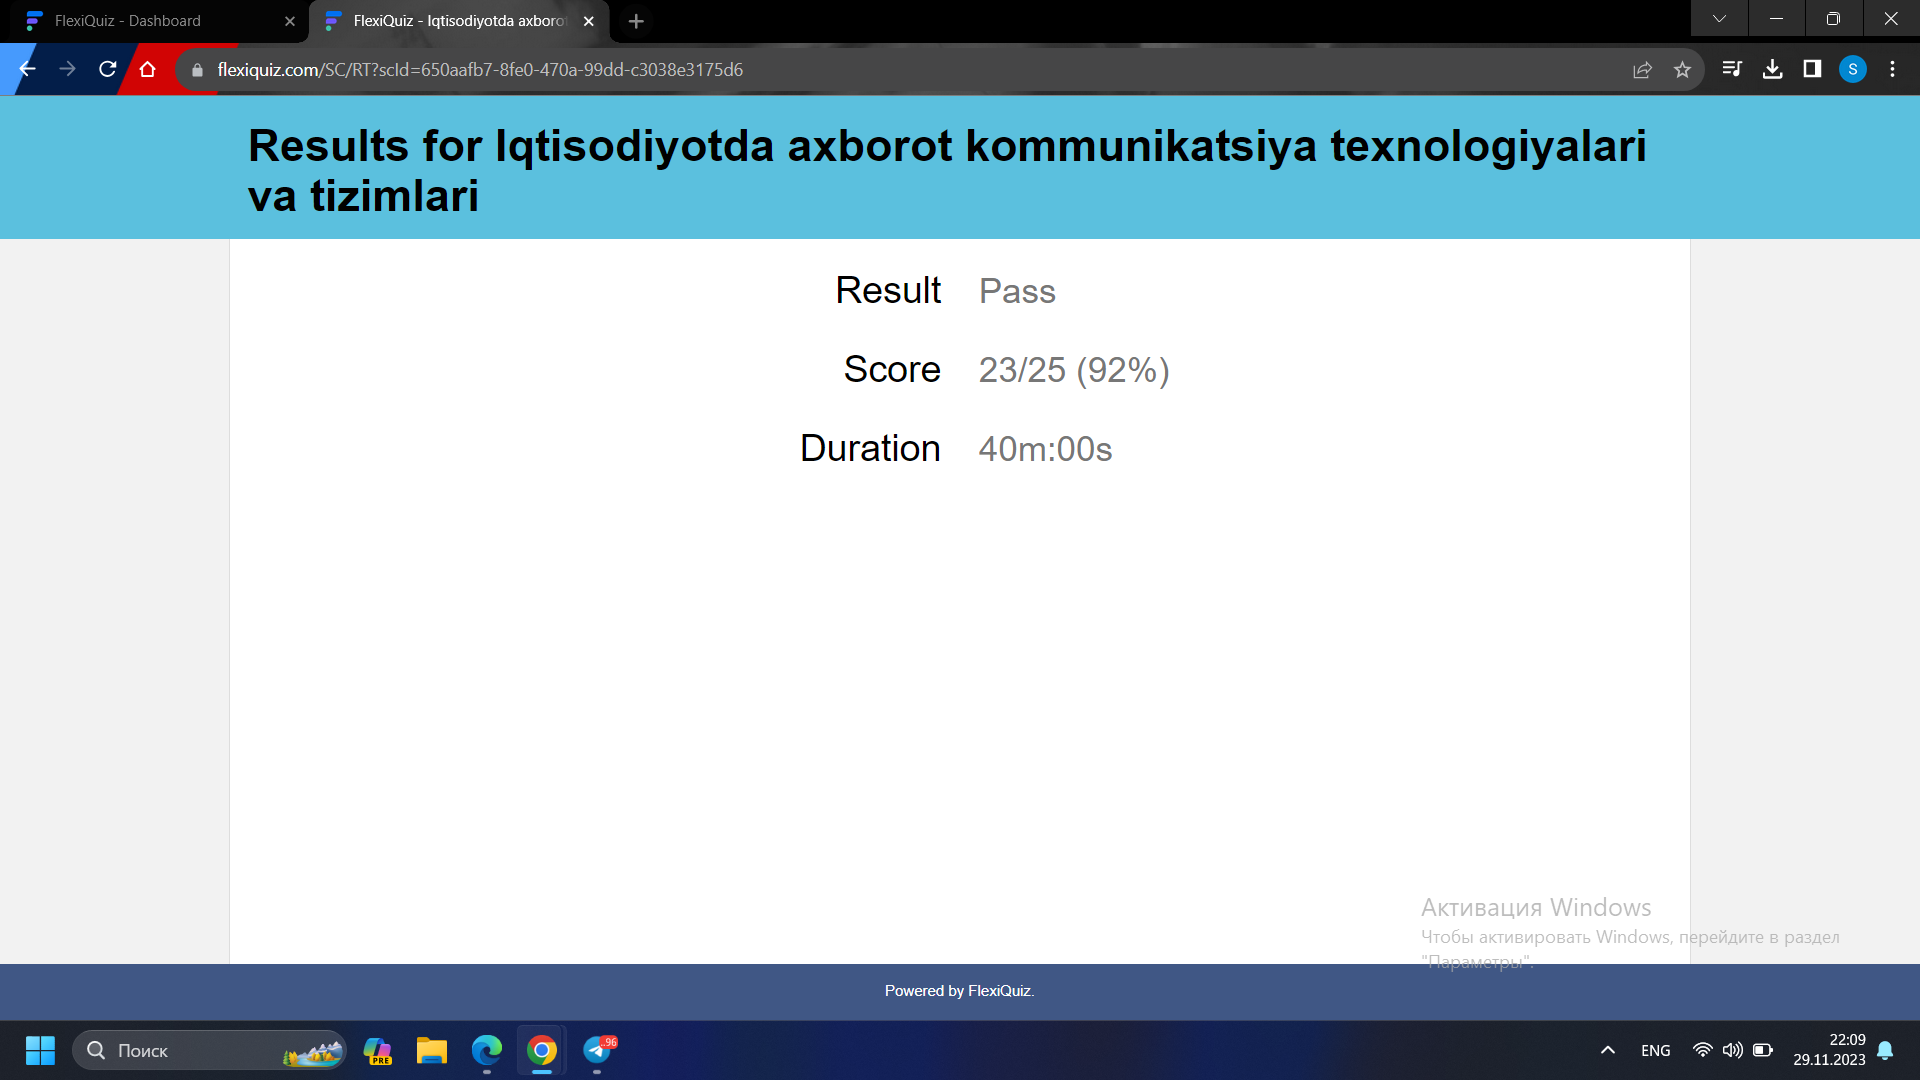 FlexiQuiz - Dashboard
FlexiQuiz - Iqtisodiyotda axborot
flexiquiz.com/SC/RT?scId=650aafb7-8fe0-470a-99dd-c3038e3175d6
S
Results for Iqtisodiyotda axborot kommunikatsiya texnologiyalari
va tizimlari
Result Pass
Score 23/25 (92%)
Duration 40m:00s
Активация Windows
Чтобы активировать Windows, перейдите в раздел
"Параметры".
Powered by FlexiQuiz.
Поиск
PRE
..96
ENG
22:09
29.11.2023